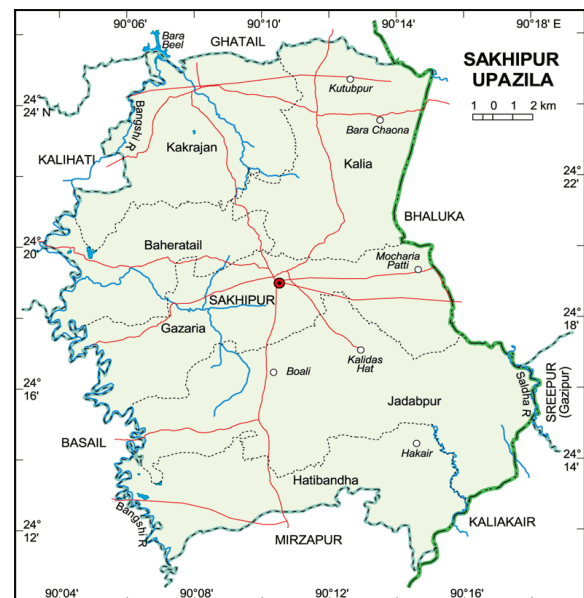 90°06'
90°10'
90°14'
90°18' E
Bara
Beel
GHATAIL
SAKHIPUR
UPAZILA
1 0 1 2 km
24°
24' N
Bangshi R
Kutubpur
Bara Chaona
KALIHATI
Kakrajan
Kalia
24°
22'
BHALUKA
24°
20'
Baheratail
Mocharia
Patti
SAKHIPUR
Gazaria
24°
18'
Kalidas
Hat
24°
16'
Boali
Saldha R
SREEPUR
(Gazipur)
Jadabpur
BASAIL
Hakair
24°
14'
Hatibandha
24°
12'
Bangshi R
KALIAKAIR
MIRZAPUR
90°04'
90°08'
90°12'
90°16'